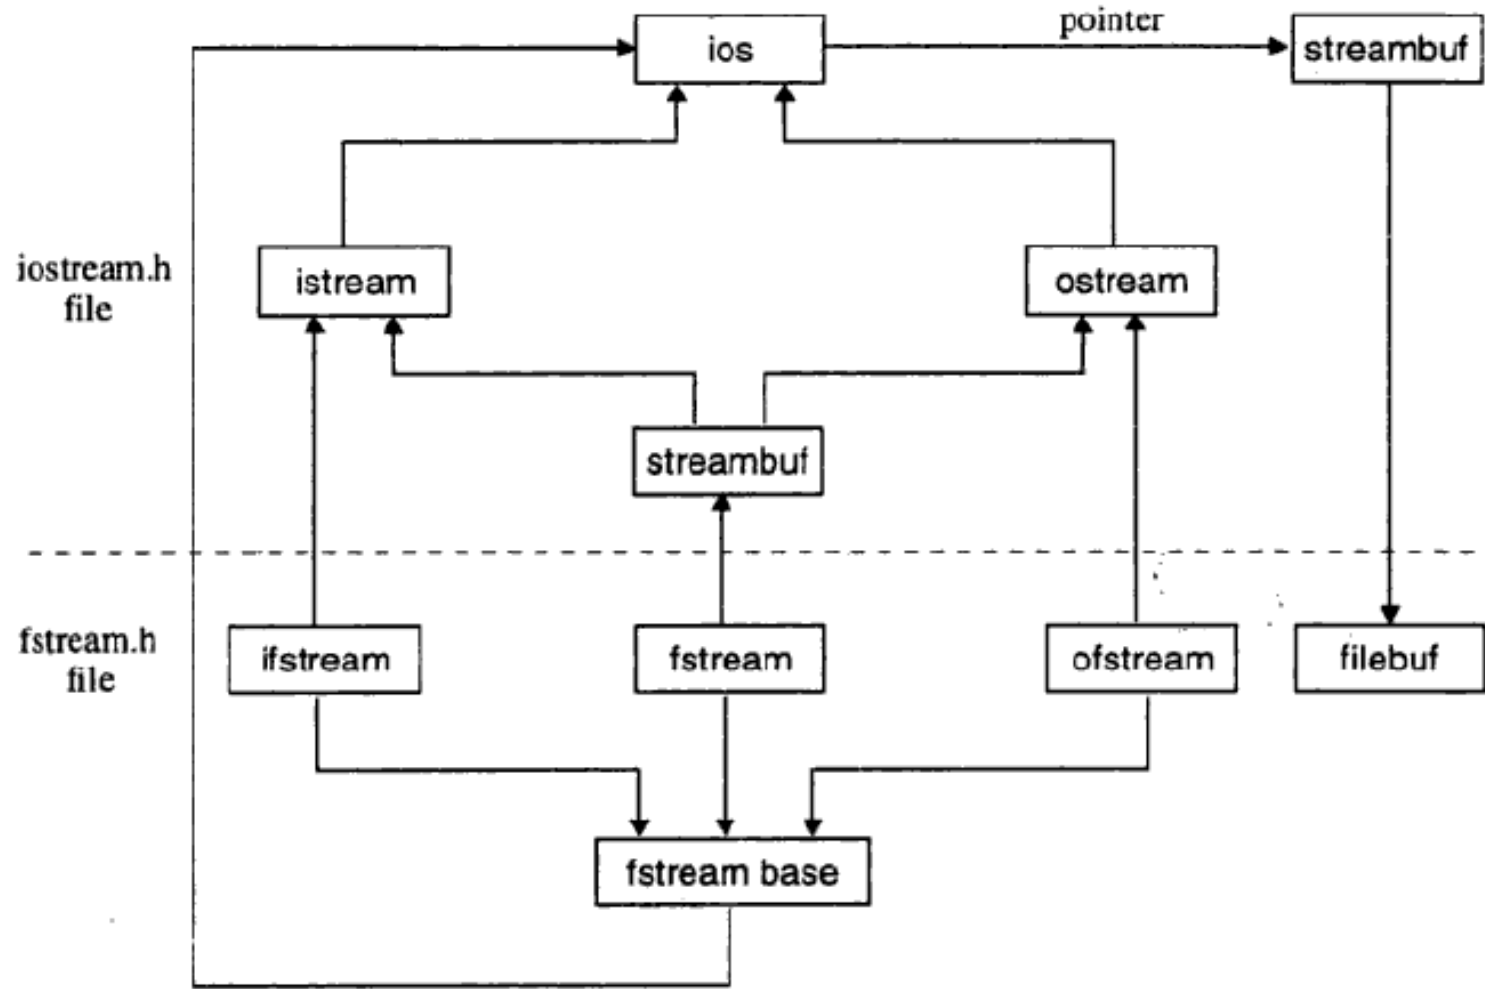 pointer
ios
streambuf
iostream.h
file
istream
ostream
streambuf
fstream.h
file
ifstream
fstream
ofstream
filebuf
fstream base